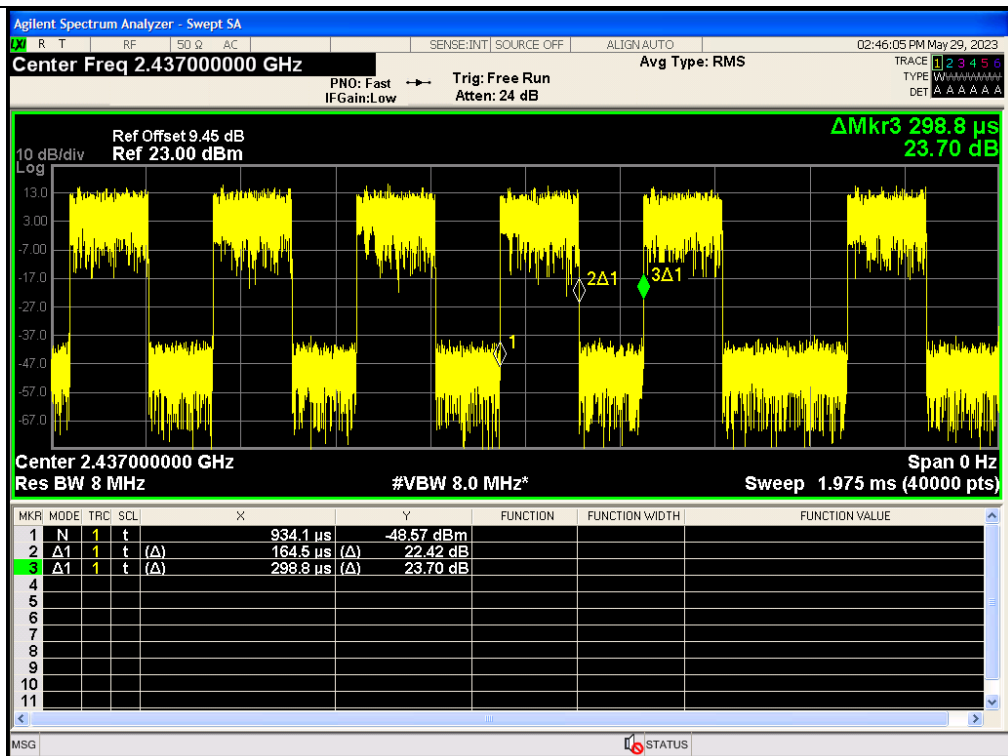 Agilent Spectrum Analyzer - Swept SA
LXI R T RF 50 Ω AC SENSE:INT SOURCE OFF ALIGN AUTO 02:46:05 PM May 29, 2023
Center Freq 2.437000000 GHz
PNO: Fast
IFGain:Low
Trig: Free Run
Atten: 24 dB
Avg Type: RMS
TRACE 1 2 3 4 5 6
TYPE WWWWWW
DET A A A A A A
ΔMkr3 298.8 µs
23.70 dB
Ref Offset 9.45 dB
Ref 23.00 dBm
10 dB/div
Log
13.0
3.00
-7.00
-17.0
-27.0
-37.0
-47.0
-57.0
-67.0
2Δ1
3Δ1
1
Center 2.437000000 GHz Span 0 Hz
Res BW 8 MHz #VBW 8.0 MHz* Sweep 1.975 ms (40000 pts)
MKR MODE TRC SCL X Y FUNCTION FUNCTION WIDTH FUNCTION VALUE
1 N 1 t 934.1 µs -48.57 dBm
2 Δ1 1 t (Δ) 164.5 µs (Δ) 22.42 dB
3 Δ1 1 t (Δ) 298.8 µs (Δ) 23.70 dB
4
5
6
7
8
9
10
11
MSG STATUS